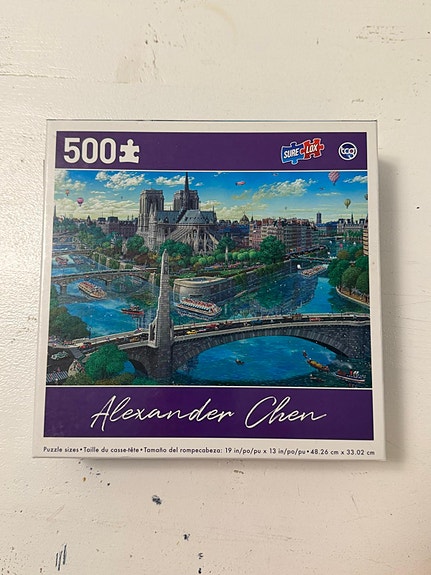 500
SURE LOX
tcg
Alexander Chen
Puzzle sizes•Taille du casse-tête•Tamaño del rompecabeza: 19 in/po/pu x 13 in/po/pu•48.26 cm x 33.02 cm